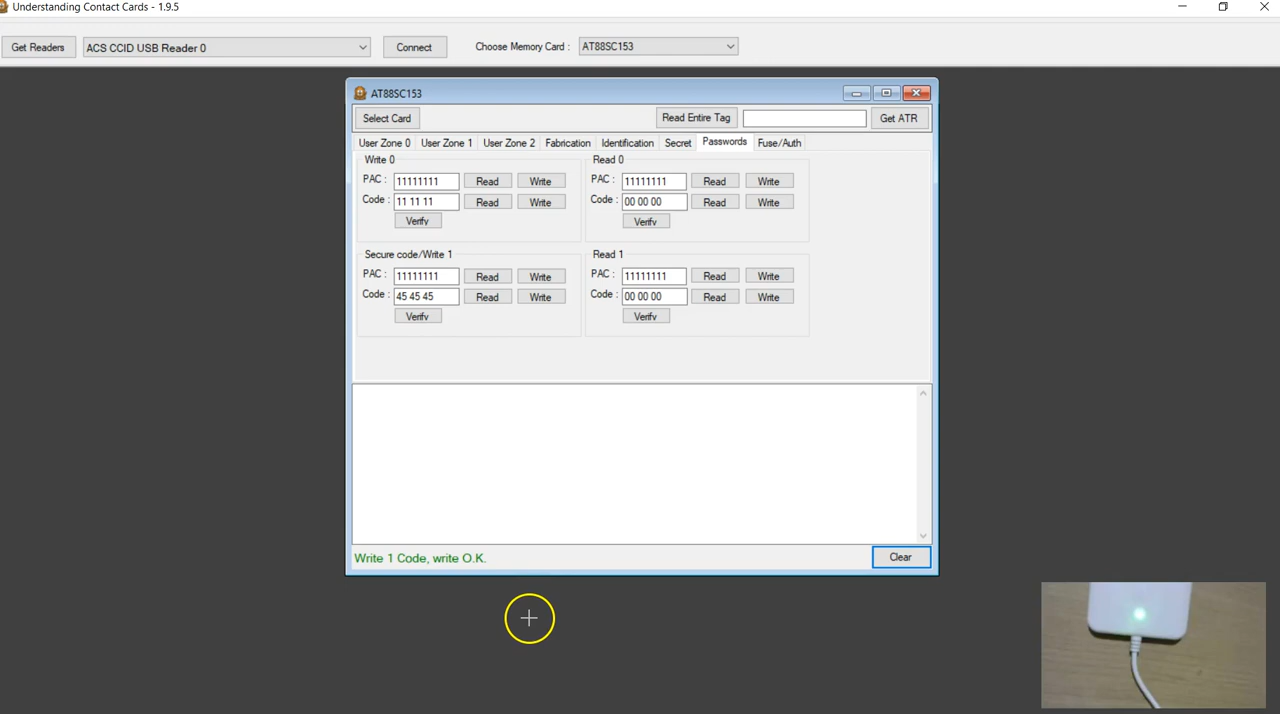 Understanding Contact Cards - 1.9.5
Get Readers ACS CCID USB Reader 0 Connect Choose Memory Card : AT88SC153
AT88SC153
Select Card Read Entire Tag Get ATR
User Zone 0 User Zone 1 User Zone 2 Fabrication Identification Secret Passwords Fuse/Auth
Write 0 Read 0
PAC : 11111111 Read Write PAC : 11111111 Read Write
Code : 11 11 11 Read Write Code : 00 00 00 Read Write
Verify Verify
Secure code/Write 1 Read 1
PAC : 11111111 Read Write PAC : 11111111 Read Write
Code : 45 45 45 Read Write Code : 00 00 00 Read Write
Verify Verify
Write 1 Code, write O.K. Clear